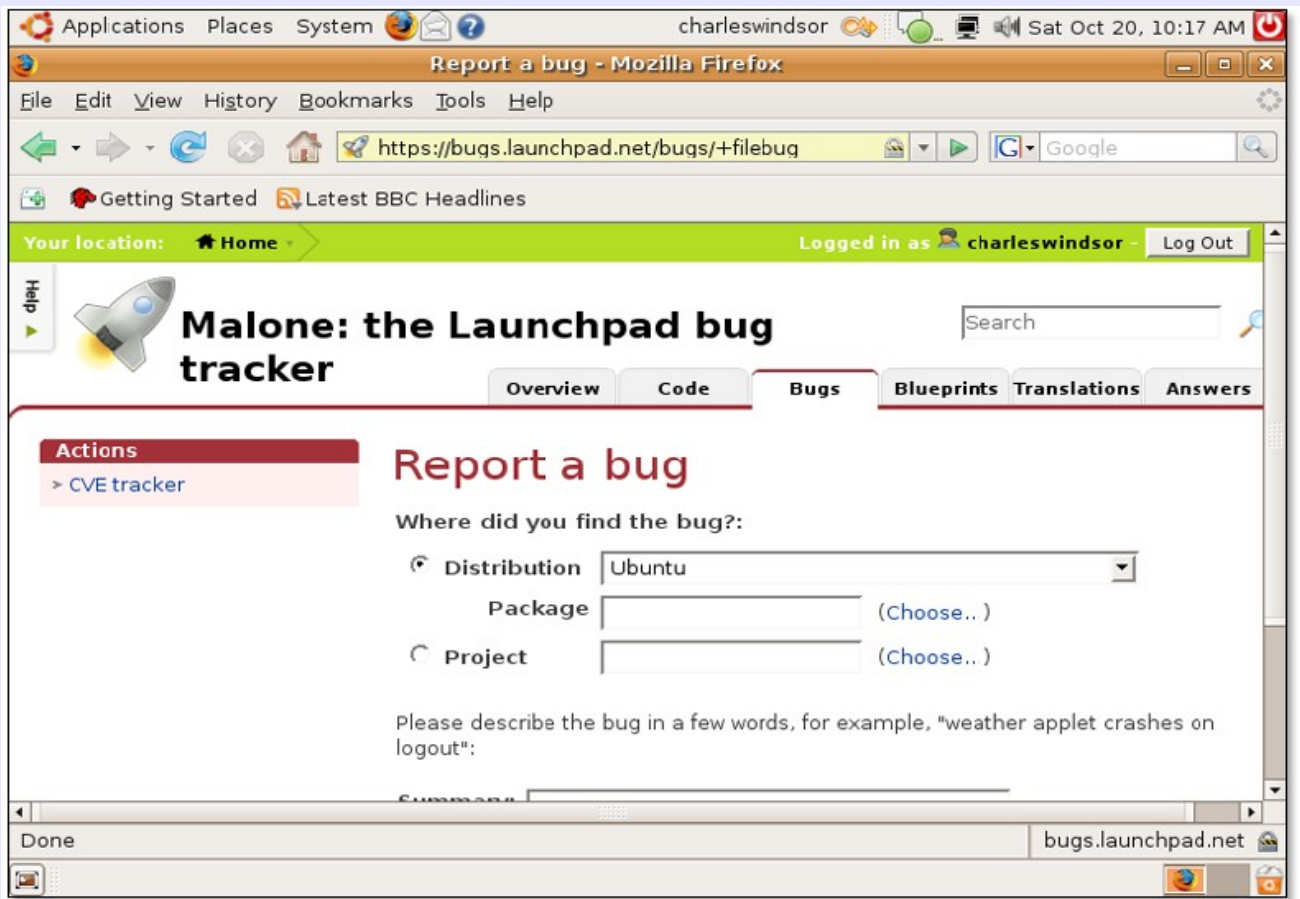 Applications Places System charleswindsor Sat Oct 20, 10:17 AM
Report a bug - Mozilla Firefox
File Edit View History Bookmarks Tools Help
https://bugs.launchpad.net/bugs/+filebug G Google
Getting Started Latest BBC Headlines
Your location: Home Logged in as charleswindsor - Log Out
Help
Malone: the Launchpad bug
tracker
Search
Overview Code Bugs Blueprints Translations Answers
Actions
> CVE tracker
Report a bug
Where did you find the bug?:
Distribution Ubuntu
Package (Choose.. )
Project (Choose.. )
Please describe the bug in a few words, for example, "weather applet crashes on
logout":
Summary:
Done bugs.launchpad.net